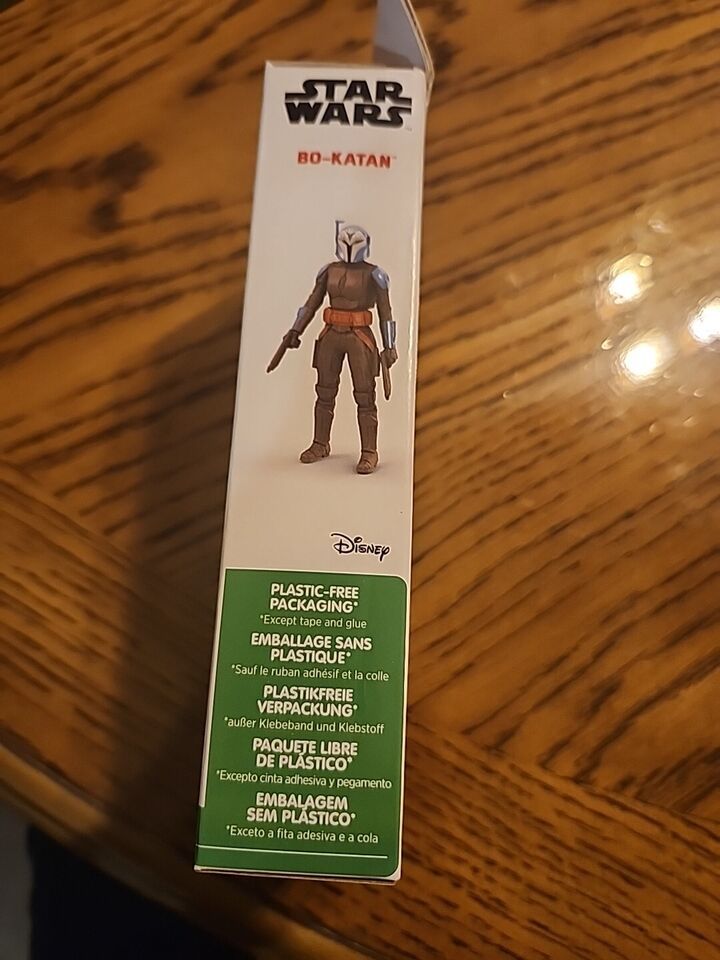 STAR
WARS
BO-KATAN™
Disney
PLASTIC-FREE
PACKAGING*
*Except tape and glue
EMBALLAGE SANS
PLASTIQUE*
*Sauf le ruban adhésif et la colle
PLASTIKFREIE
VERPACKUNG*
*außer Klebeband und Klebstoff
PAQUETE LIBRE
DE PLÁSTICO*
*Excepto cinta adhesiva y pegamento
EMBALAGEM
SEM PLÁSTICO*
*Exceto a fita adesiva e a cola